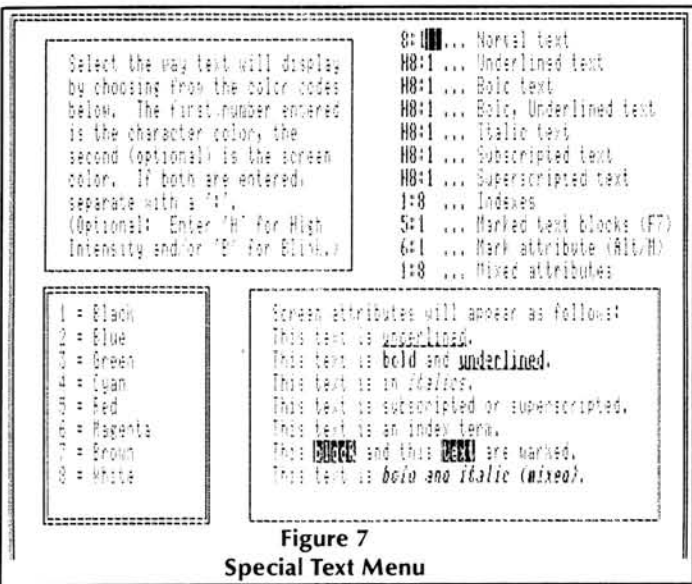 Select the way text will display
by choosing from the color codes
below. The first number entered
is the character color, the
second (optional) is the screen
color. If both are entered,
separate with a ':'.
(Optional: Enter 'H' for High
Intensity and/or 'B' for Blink.)
8:1 ... Normal text
H8:1 ... Underlined text
H8:1 ... Bold text
H8:1 ... Bold, Underlined text
H8:1 ... Italic text
H8:1 ... Subscripted text
H8:1 ... Superscripted text
1:8 ... Indexes
5:1 ... Marked text blocks (F7)
6:1 ... Mark attribute (Alt/M)
1:8 ... Mixed attributes
1 = Black
2 = Blue
3 = Green
4 = Cyan
5 = Red
6 = Magenta
7 = Brown
8 = White
Screen attributes will appear as follows:
This text is underlined.
This text is bold and underlined.
This text is in italics.
This text is subscripted or superscripted.
This text is an index term.
This block and this text are marked.
This text is bold and italic (mixed).
Figure 7
Special Text Menu